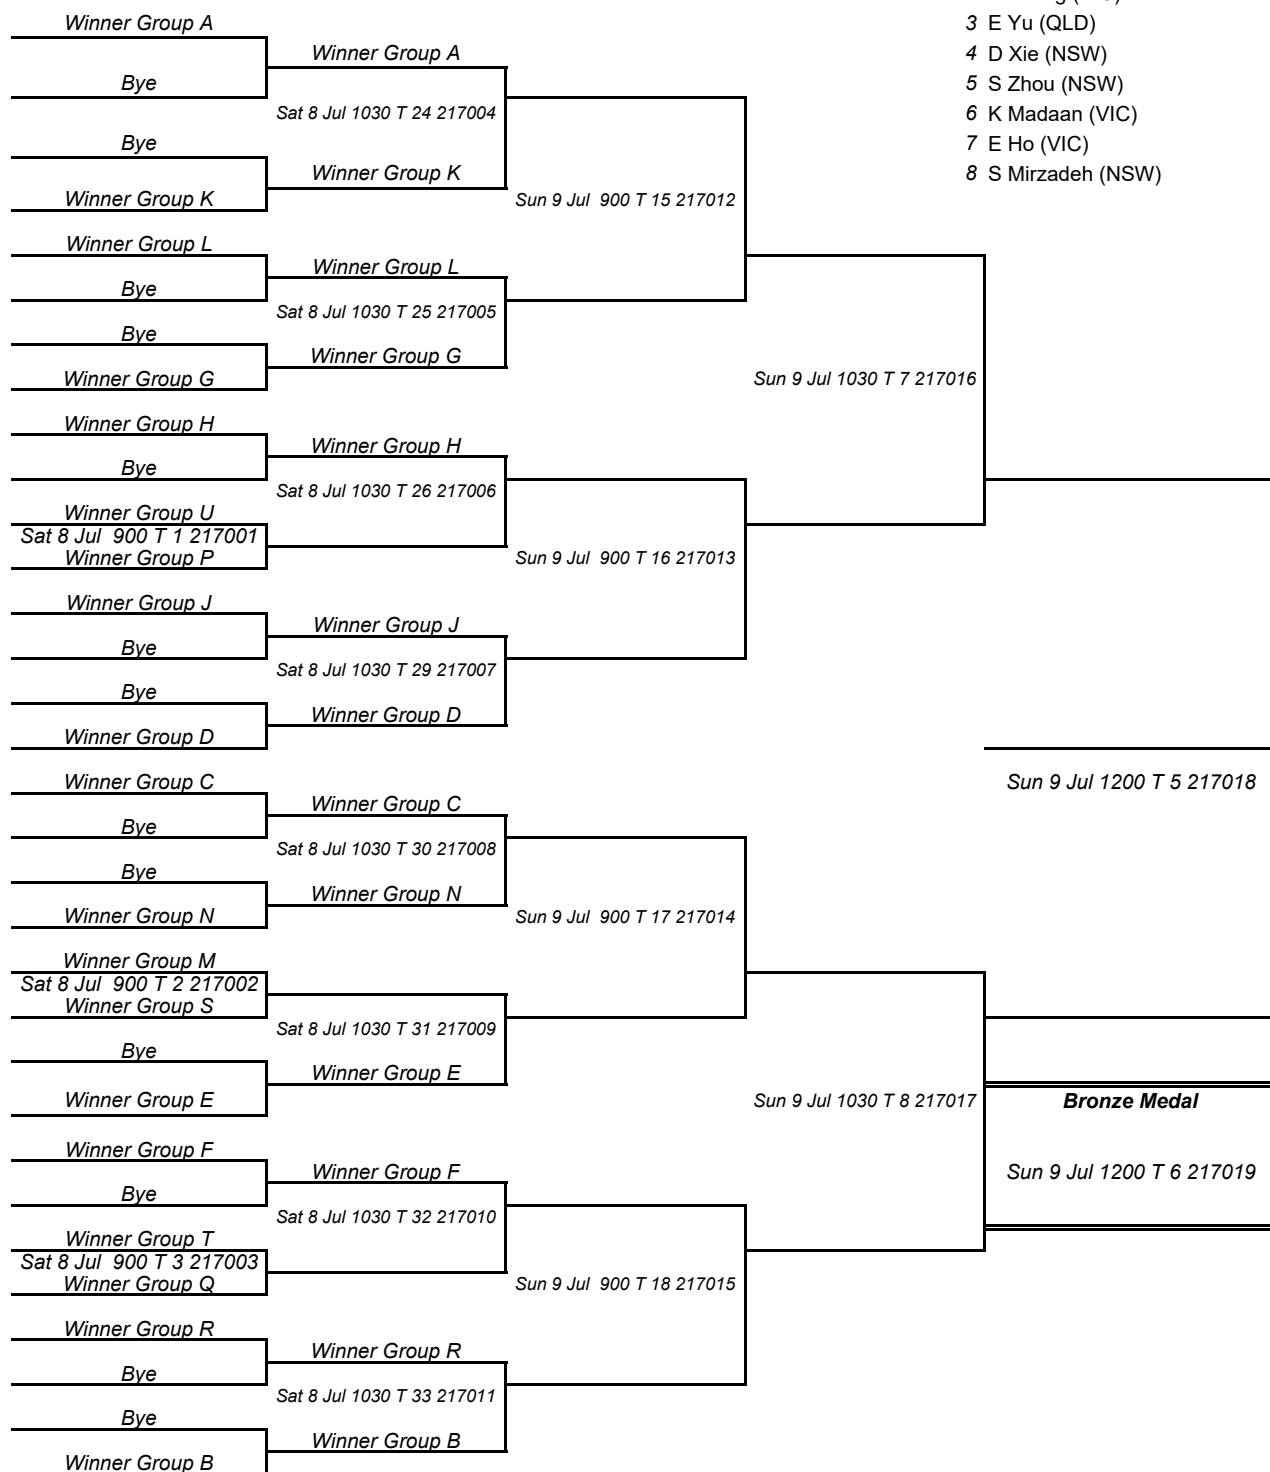 3 E Yu (QLD)
4 D Xie (NSW)
5 S Zhou (NSW)
6 K Madaan (VIC)
7 E Ho (VIC)
8 S Mirzadeh (NSW)
Winner Group A
Bye
Bye
Winner Group K
Winner Group L
Bye
Bye
Winner Group G
Winner Group H
Bye
Winner Group U
Sat 8 Jul 900 T 1 217001
Winner Group P
Winner Group J
Bye
Bye
Winner Group D
Winner Group C
Bye
Bye
Winner Group N
Winner Group M
Sat 8 Jul 900 T 2 217002
Winner Group S
Bye
Winner Group E
Winner Group F
Bye
Winner Group T
Sat 8 Jul 900 T 3 217003
Winner Group Q
Winner Group R
Bye
Bye
Winner Group B
Winner Group A
Sat 8 Jul 1030 T 24 217004
Winner Group K
Winner Group L
Sat 8 Jul 1030 T 25 217005
Winner Group G
Winner Group H
Sat 8 Jul 1030 T 26 217006
Winner Group J
Sat 8 Jul 1030 T 29 217007
Winner Group D
Winner Group C
Sat 8 Jul 1030 T 30 217008
Winner Group N
Sat 8 Jul 1030 T 31 217009
Winner Group E
Winner Group F
Sat 8 Jul 1030 T 32 217010
Winner Group R
Sat 8 Jul 1030 T 33 217011
Winner Group B
Sun 9 Jul 900 T 15 217012
Sun 9 Jul 900 T 16 217013
Sun 9 Jul 900 T 17 217014
Sun 9 Jul 900 T 18 217015
Sun 9 Jul 1030 T 7 217016
Sun 9 Jul 1030 T 8 217017
Sun 9 Jul 1200 T 5 217018
Bronze Medal
Sun 9 Jul 1200 T 6 217019